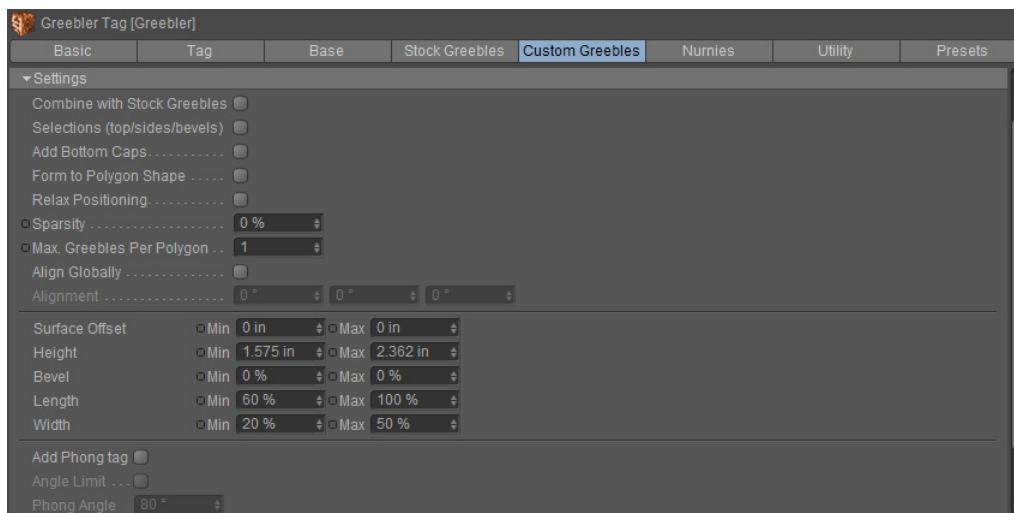 Greebler Tag [Greebler]
Basic Tag Base Stock Greebles Custom Greebles Nurnies Utility Presets
Settings
Combine with Stock Greebles
Selections (top/sides/bevels)
Add Bottom Caps
Form to Polygon Shape
Relax Positioning
Sparsity 0 %
Max. Greebles Per Polygon 1
Align Globally
Alignment 0 ° 0 ° 0 °
Surface Offset Min 0 in Max 0 in
Height Min 1.575 in Max 2.362 in
Bevel Min 0 % Max 0 %
Length Min 60 % Max 100 %
Width Min 20 % Max 50 %
Add Phong tag
Angle Limit
Phong Angle 80 °